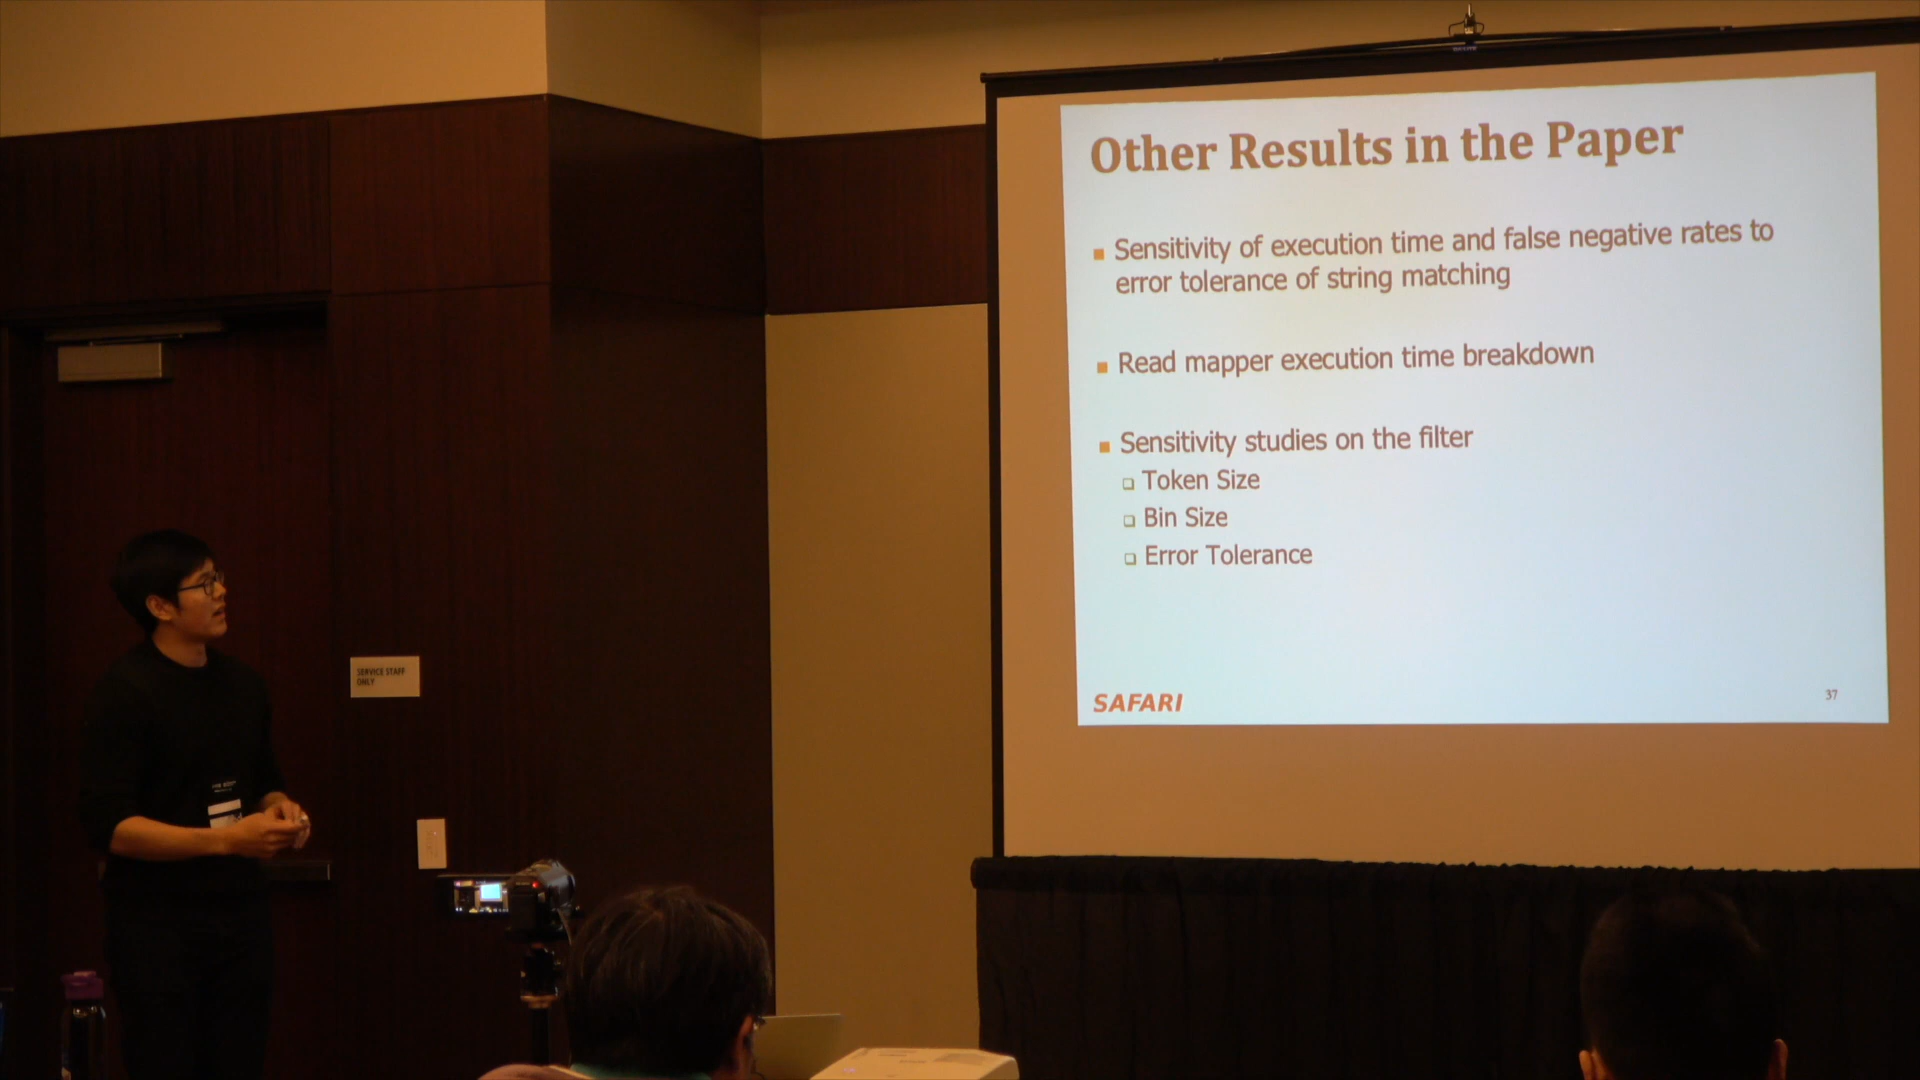 Other Results in the Paper
Sensitivity of execution time and false negative rates to
error tolerance of string matching
Read mapper execution time breakdown
Sensitivity studies on the filter
Token Size
Bin Size
Error Tolerance
SAFARI
37
SERVICE STAFF
ONLY